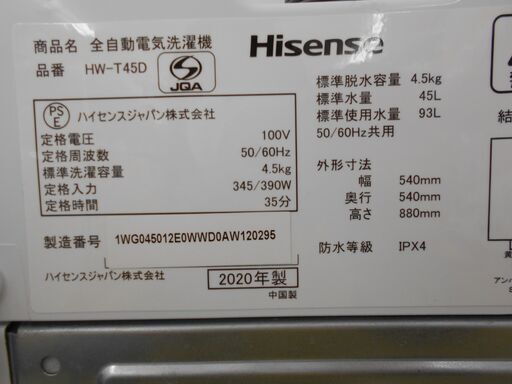 商品名 全自動電気洗濯機
品番 HW-T45D
S
JQA
Hisense
PS
E
ハイセンスジャパン株式会社
定格電圧 100V
定格周波数 50/60Hz
標準洗濯容量 4.5kg
定格入力 345/390W
定格時間 35分
製造番号 1WG045012E0WWD0AW120295
ハイセンスジャパン株式会社
2020年製
中国製
標準脱水容量 4.5kg
標準水量 45L
標準使用水量 93L
50/60Hz共用
外形寸法
幅 540mm
奥行 540mm
高さ 880mm
防水等級 IPX4
結
黄
アンハ